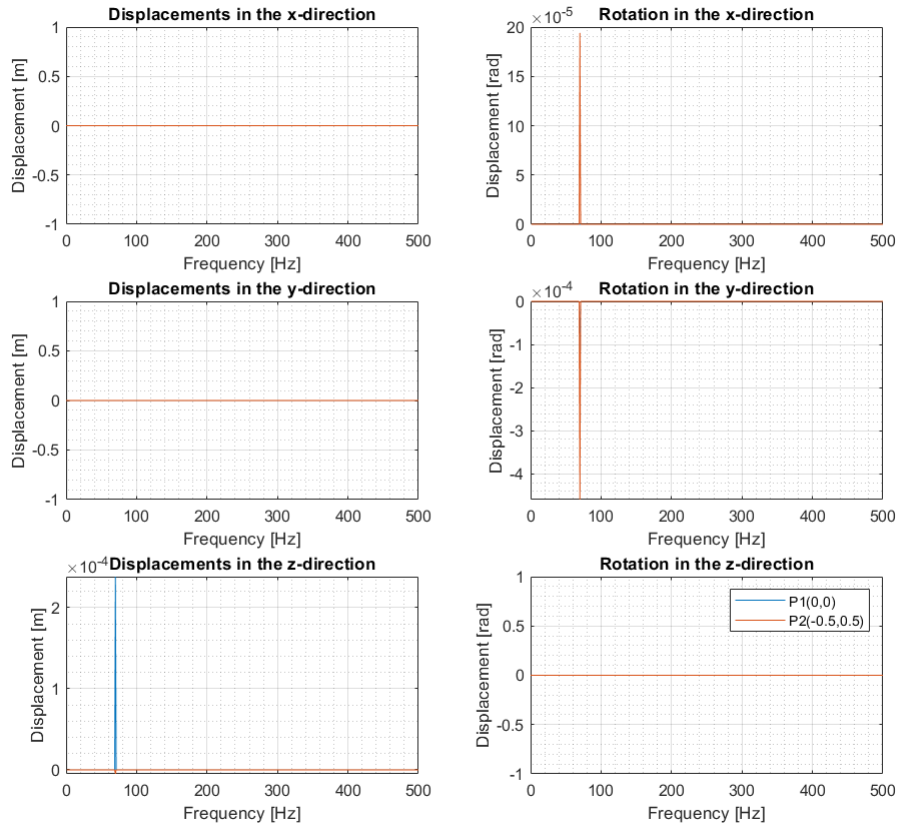 Displacements in the x-direction
1
0.5
0
-0.5
-1
Displacement [m]
0 100 200 300 400 500
Frequency [Hz]
Rotation in the x-direction
×10-5
20
15
10
5
0
Displacement [rad]
0 100 200 300 400 500
Frequency [Hz]
Displacements in the y-direction
1
0.5
0
-0.5
-1
Displacement [m]
0 100 200 300 400 500
Frequency [Hz]
Rotation in the y-direction
×10-4
0
-1
-2
-3
-4
Displacement [rad]
0 100 200 300 400 500
Frequency [Hz]
Displacements in the z-direction
×10-4
2
1
0
Displacement [m]
0 100 200 300 400 500
Frequency [Hz]
Rotation in the z-direction
1
0.5
0
-0.5
-1
Displacement [rad]
P1(0,0)
P2(-0.5,0.5)
0 100 200 300 400 500
Frequency [Hz]